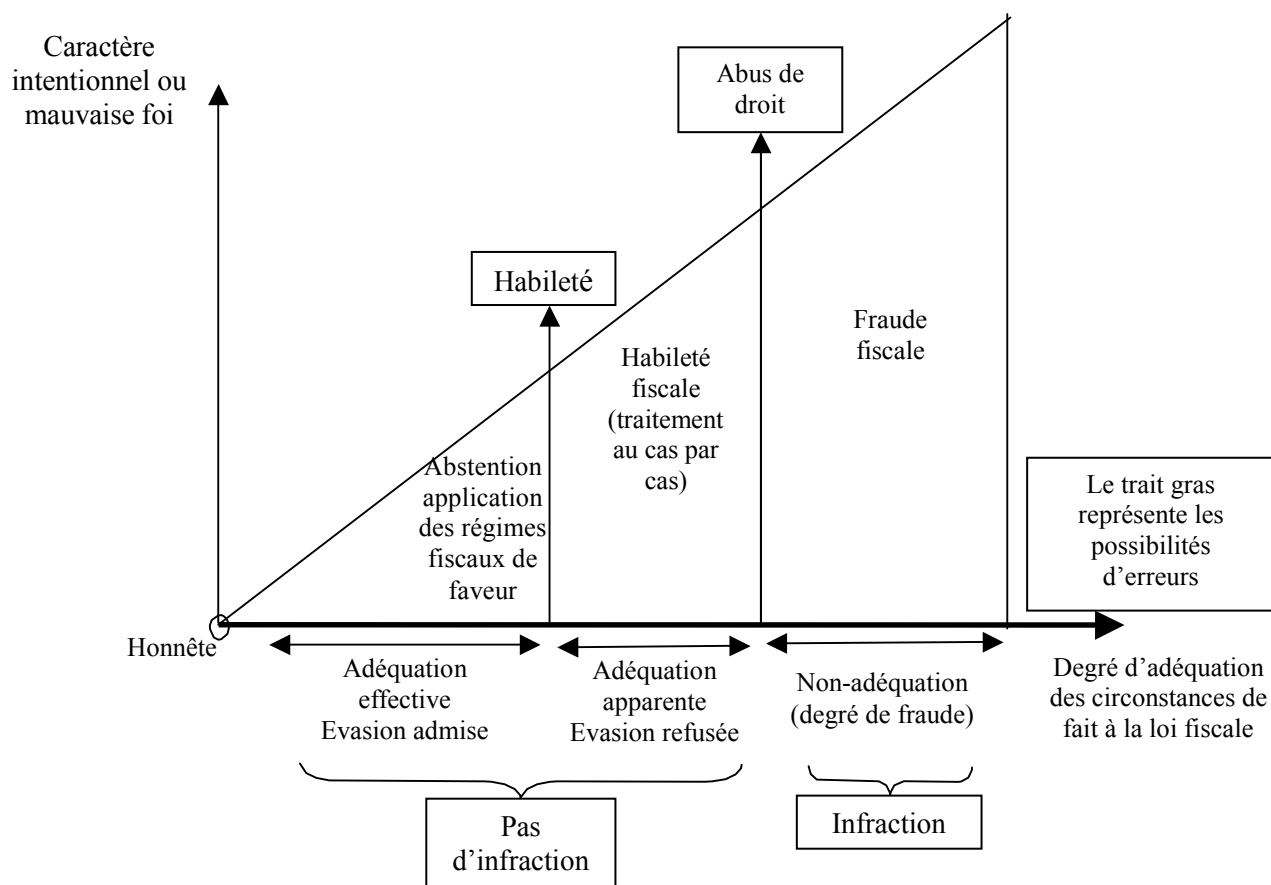 Caractère
intentionnel ou
mauvaise foi
Abus de
droit
Habileté
Fraude
fiscale
Habileté
fiscale
(traitement
au cas par
cas)
Abstention
application
des régimes
fiscaux de
faveur
Le trait gras
représente les
possibilités
d’erreurs
Honnête
Adéquation
effective
Evasion admise
Adéquation
apparente
Evasion refusée
Non-adéquation
(degré de fraude)
Degré d’adéquation
des circonstances de
fait à la loi fiscale
Pas
d’infraction
Infraction